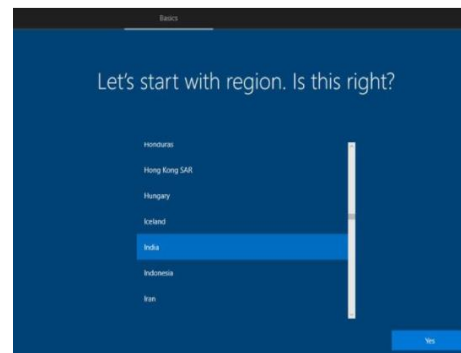 Basics
Let's start with region. Is this right?
Honduras
Hong Kong SAR
Hungary
Iceland
India
Indonesia
Iran
Yes